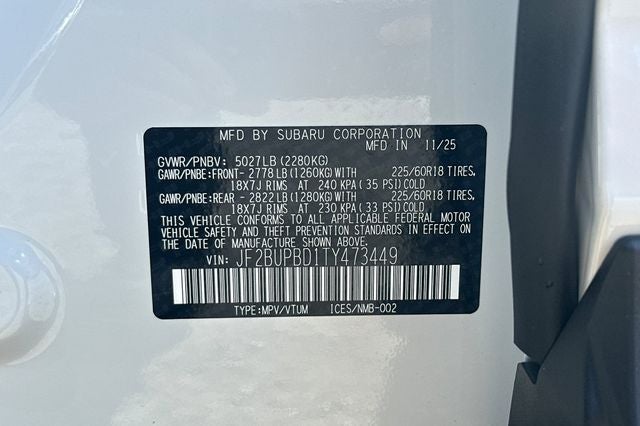 MFD BY SUBARU CORPORATION
MFD IN 11/25
GVWR/PNBV: 5027LB(2280KG)
GAWR/PNBE:FRONT- 2778 LB(1260KG)WITH 225/60R18 TIRES,
18X7J RIMS AT 240 KPA(35 PSI)COLD
GAWR/PNBE:REAR - 2822 LB(1280KG)WITH 225/60R18 TIRES,
18X7J RIMS AT 230 KPA(33 PSI)COLD
THIS VEHICLE CONFORMS TO ALL APPLICABLE FEDERAL MOTOR
VEHICLE SAFETY STANDARDS IN EFFECT ON THE DATE OF
MANUFACTURE SHOWN ABOVE.
VIN: JF2BUPBD1TY473449
TYPE:MPV/VTUM ICES/NMB-002